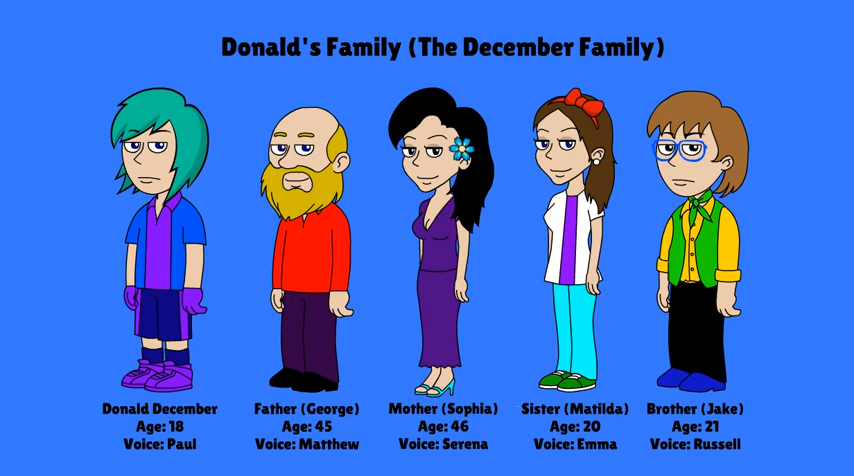 Donald's Family (The December Family)
Donald December
Age: 18
Voice: Paul
Father (George)
Age: 45
Voice: Matthew
Mother (Sophia)
Age: 46
Voice: Serena
Sister (Matilda)
Age: 20
Voice: Emma
Brother (Jake)
Age: 21
Voice: Russell